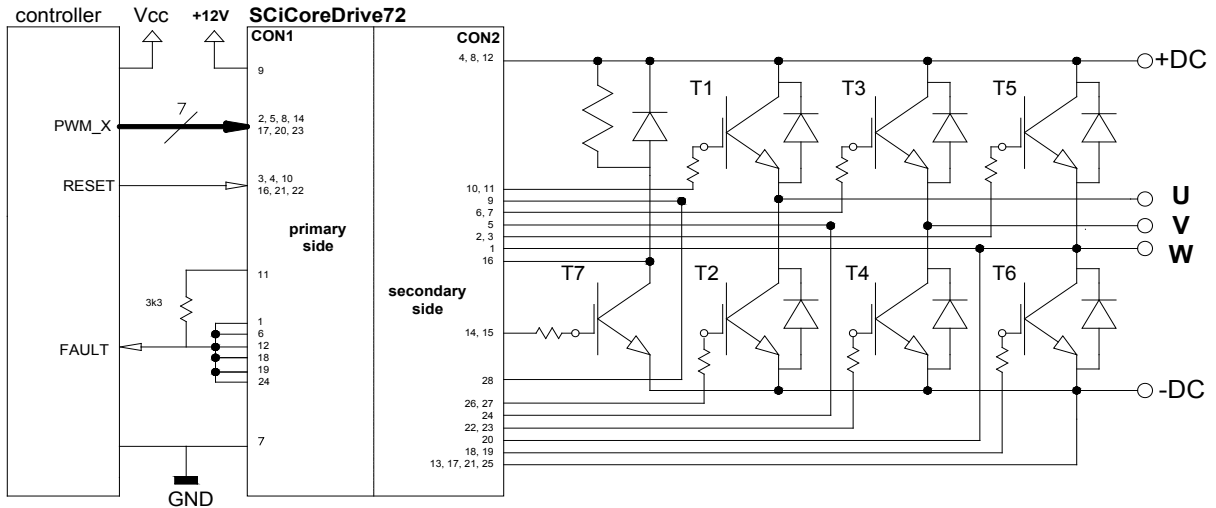 controller
Vcc
+12V
SCiCoreDrive72
CON1
CON2
4, 8, 12
+DC
9
T1
T3
T5
7
PWM_X
2, 5, 8, 14
17, 20, 23
RESET
3, 4, 10
16, 21, 22
10, 11
9
6, 7
5
2, 3
1
16
U
V
W
primary
side
11
T7
T2
T4
T6
secondary
side
3k3
14, 15
1
6
12
18
19
24
FAULT
28
-DC
26, 27
24
22, 23
20
18, 19
13, 17, 21, 25
7
GND